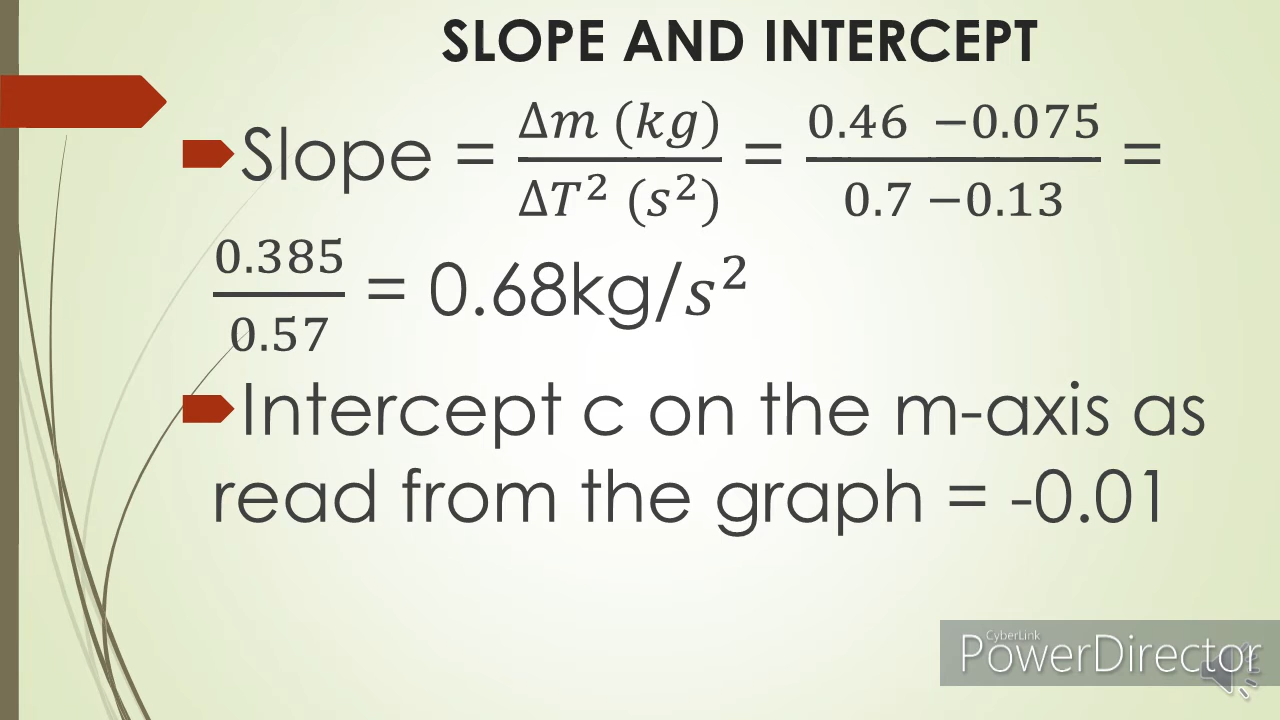 SLOPE AND INTERCEPT
Slope = Δm (kg) / ΔT² (s²) = 0.46 −0.075 / 0.7 −0.13 =
0.385 / 0.57 = 0.68kg/s²
Intercept c on the m-axis as
read from the graph = -0.01
CyberLink
PowerDirector